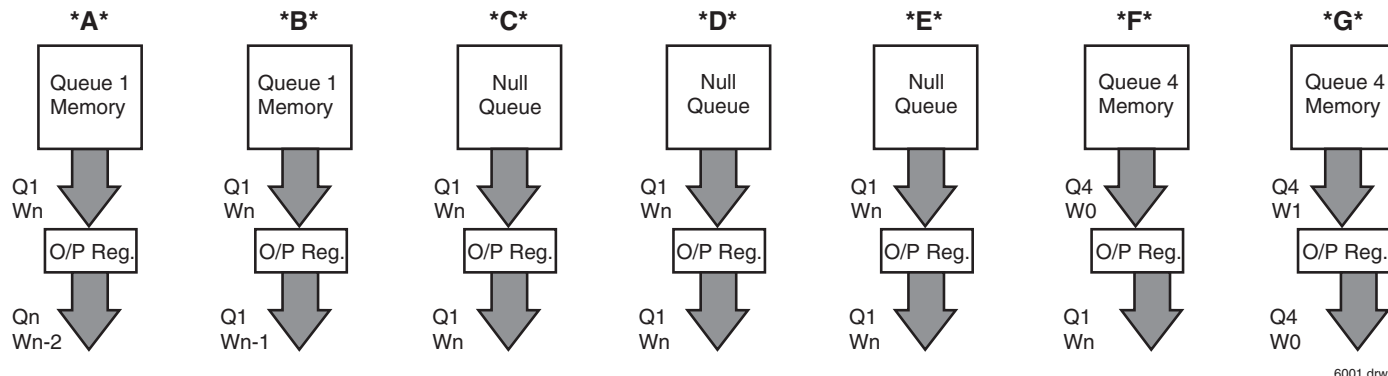 *A* *B* *C* *D* *E* *F* *G*
Queue 1 Memory
Queue 1 Memory
Null Queue
Null Queue
Null Queue
Queue 4 Memory
Queue 4 Memory
Q1 Q1 Q1 Q1 Q1 Q4 Q4
Wn Wn Wn Wn Wn W0 W1
O/P Reg. O/P Reg. O/P Reg. O/P Reg. O/P Reg. O/P Reg. O/P Reg.
Qn Q1 Q1 Q1 Q1 Q1 Q4
Wn-2 Wn-1 Wn Wn Wn Wn W0
6001 drw